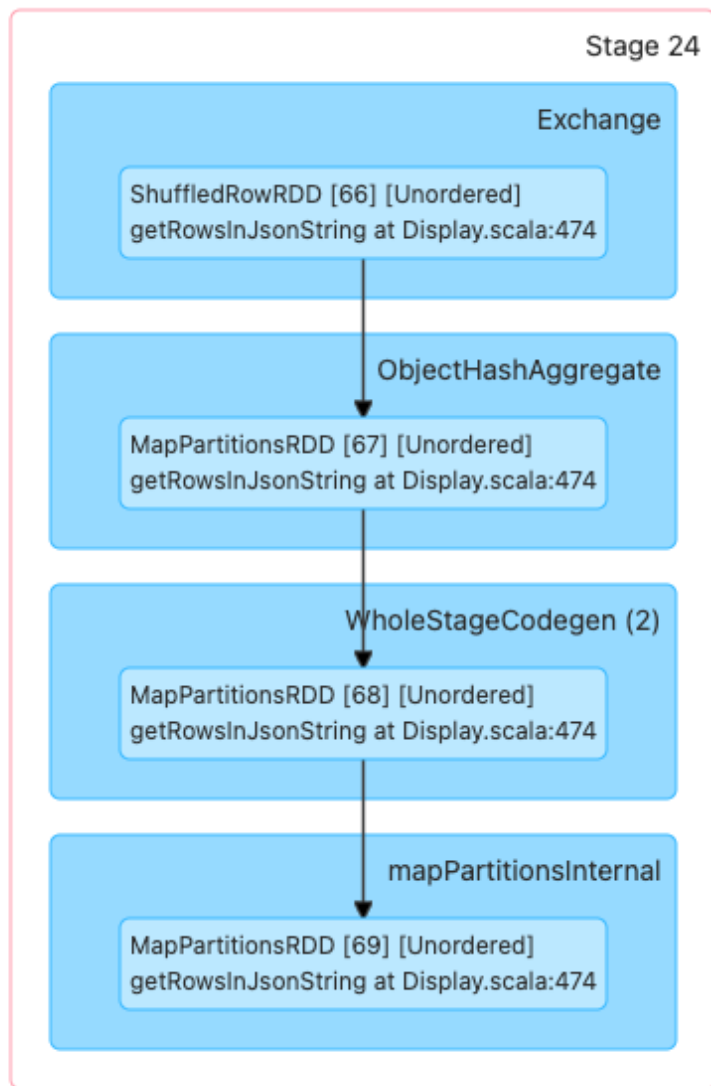 Stage 24
Exchange
ShuffledRowRDD [66] [Unordered]
getRowsInJsonString at Display.scala:474
ObjectHashAggregate
MapPartitionsRDD [67] [Unordered]
getRowsInJsonString at Display.scala:474
WholeStageCodegen (2)
MapPartitionsRDD [68] [Unordered]
getRowsInJsonString at Display.scala:474
mapPartitionsInternal
MapPartitionsRDD [69] [Unordered]
getRowsInJsonString at Display.scala:474